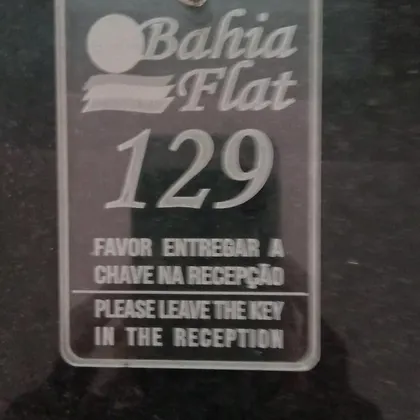 Bahia
Flat
129
FAVOR ENTREGAR A
CHAVE NA RECEPÇÃO
PLEASE LEAVE THE KEY
IN THE RECEPTION